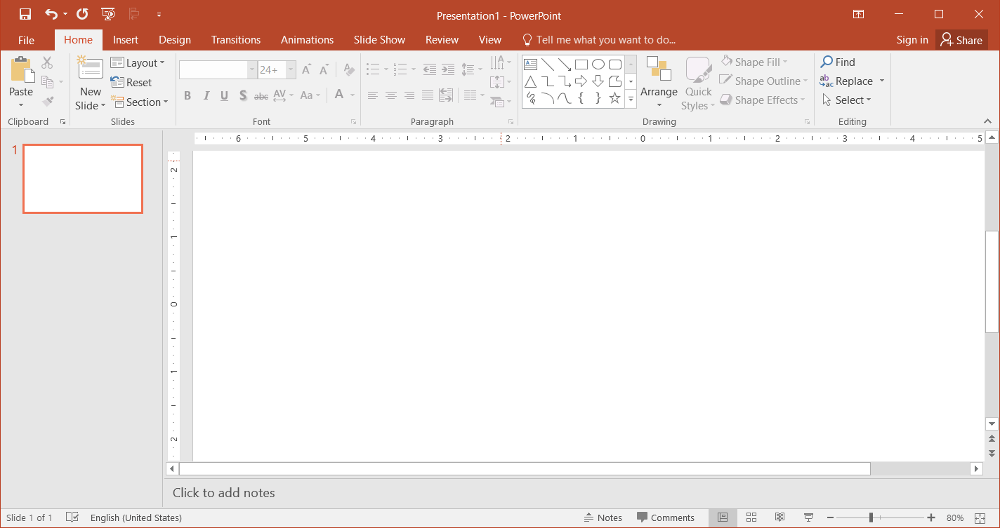 Presentation1 - PowerPoint
File Home Insert Design Transitions Animations Slide Show Review View Tell me what you want to do... Sign in Share
Paste
Clipboard
New Slide
Layout
Reset
Section
Slides
24+
B I U S abc AV Aa A
Font
Paragraph
Arrange
Quick Styles
Shape Fill
Shape Outline
Shape Effects
Drawing
Find
Replace
Select
Editing
1
6 5 4 3 2 1 0 1 2 3 4 5
2
1
0
1
2
Click to add notes
Slide 1 of 1 English (United States) Notes Comments 80%